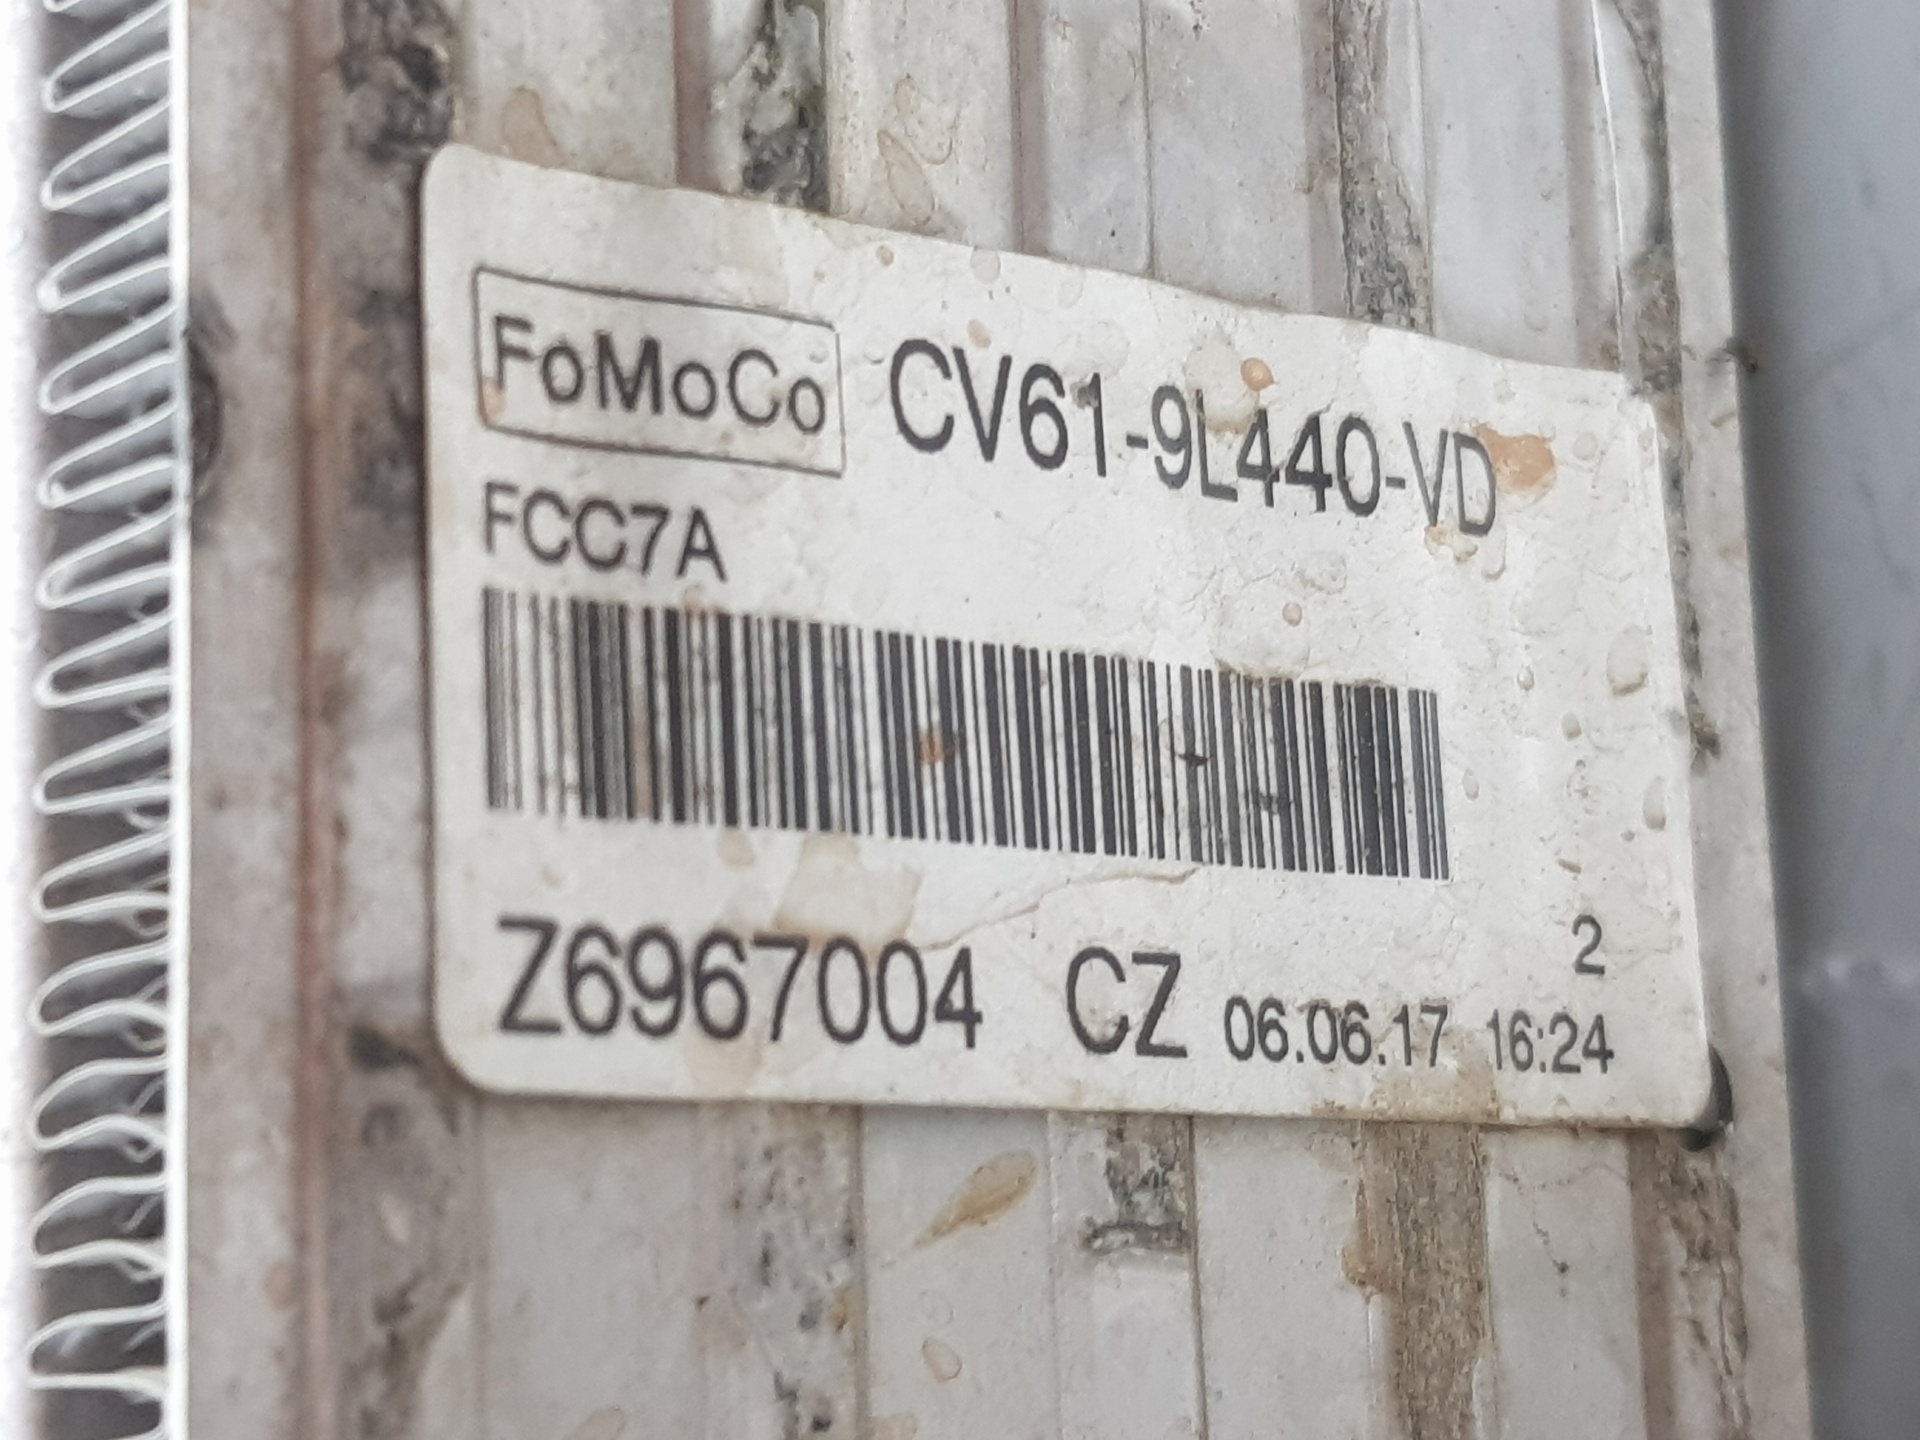 FoMoCo CV61-9L440-VD
FCC7A
2
Z6967004 CZ 06.06.17 16:24